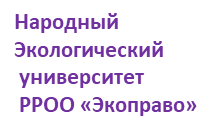 Народный
Экологический
университет
РРОО «Экоправо»